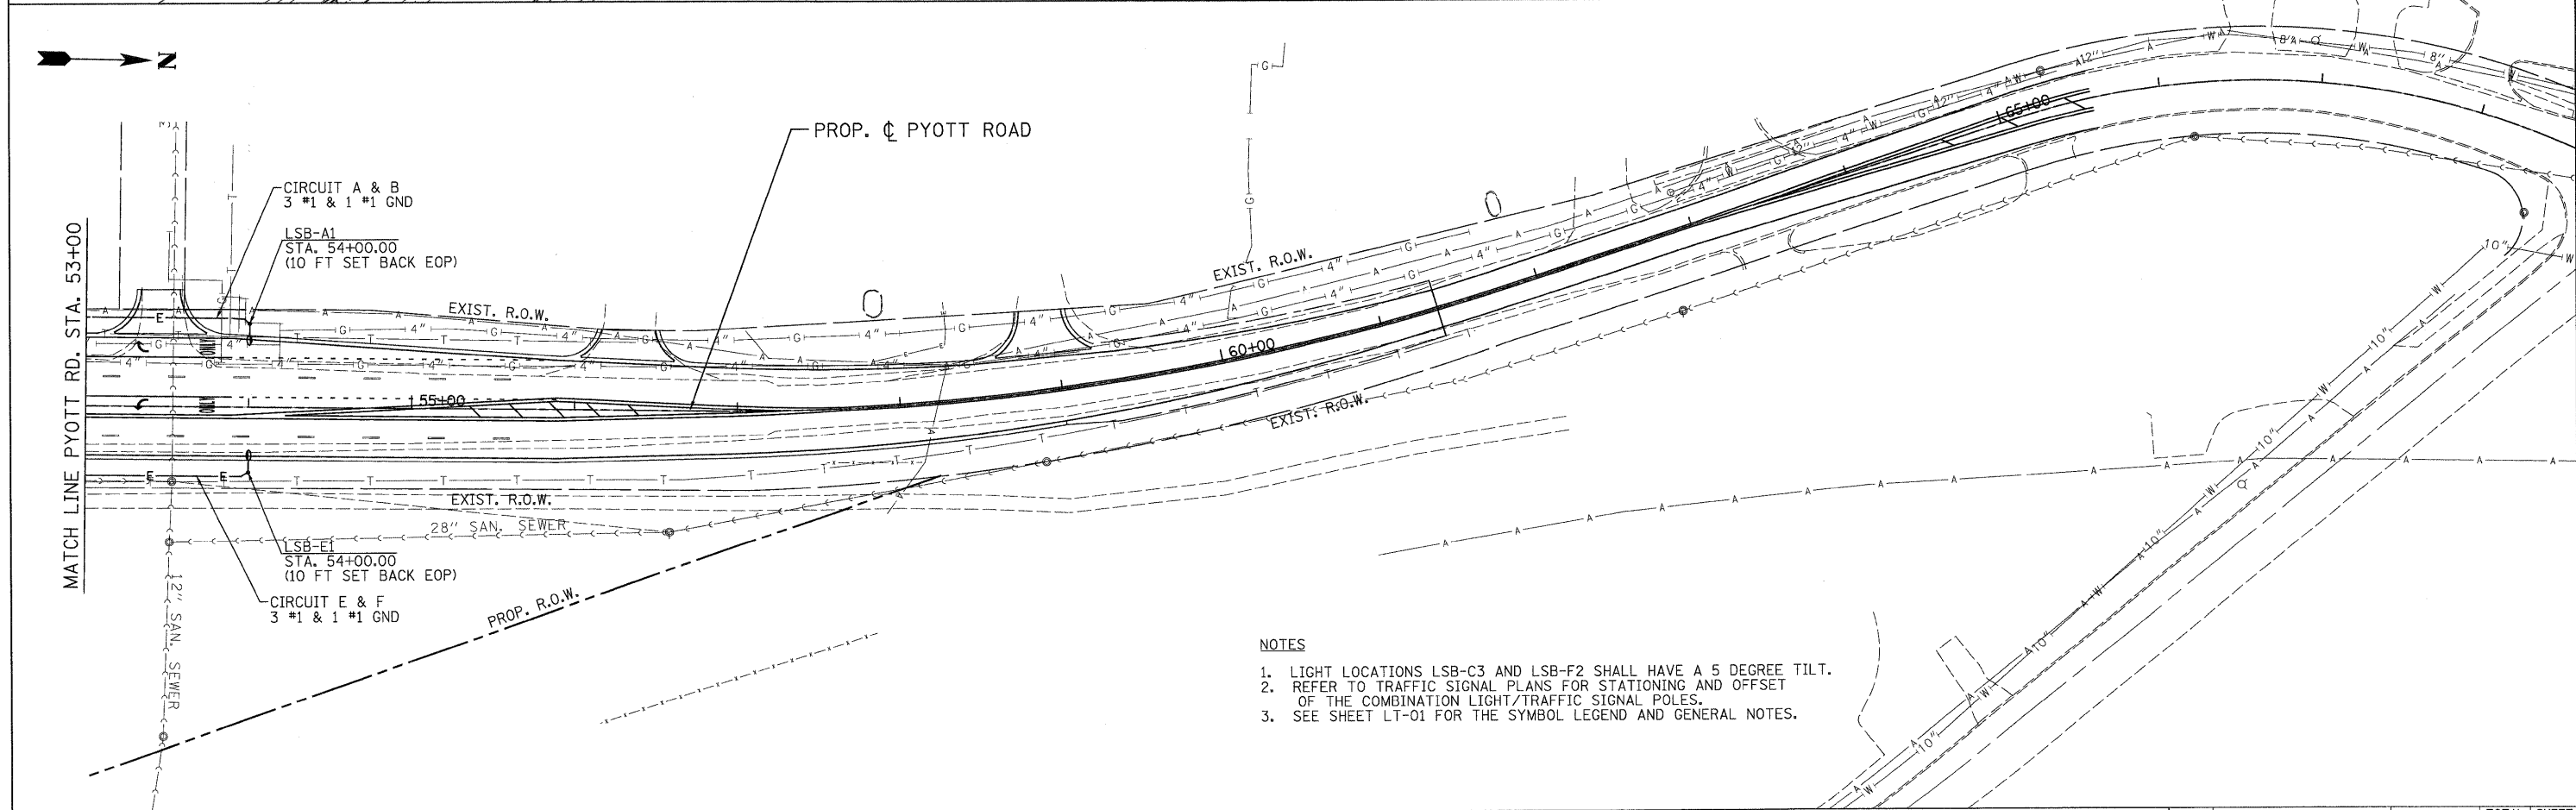 N
PROP. ℄ PYOTT ROAD
CIRCUIT A & B
3 #1 & 1 #1 GND
LSB-A1
STA. 54+00.00
(10 FT SET BACK EOP)
MATCH LINE PYOTT RD. STA. 53+00
EXIST. R.O.W.
EXIST. R.O.W.
65+00
60+00
55+00
ONLY
ONLY
EXIST. R.O.W.
EXIST. R.O.W.
28" SAN. SEWER
LSB-E1
STA. 54+00.00
(10 FT SET BACK EOP)
CIRCUIT E & F
3 #1 & 1 #1 GND
12" SAN. SEWER
PROP. R.O.W.
NOTES
1. LIGHT LOCATIONS LSB-C3 AND LSB-F2 SHALL HAVE A 5 DEGREE TILT.
2. REFER TO TRAFFIC SIGNAL PLANS FOR STATIONING AND OFFSET
OF THE COMBINATION LIGHT/TRAFFIC SIGNAL POLES.
3. SEE SHEET LT-01 FOR THE SYMBOL LEGEND AND GENERAL NOTES.